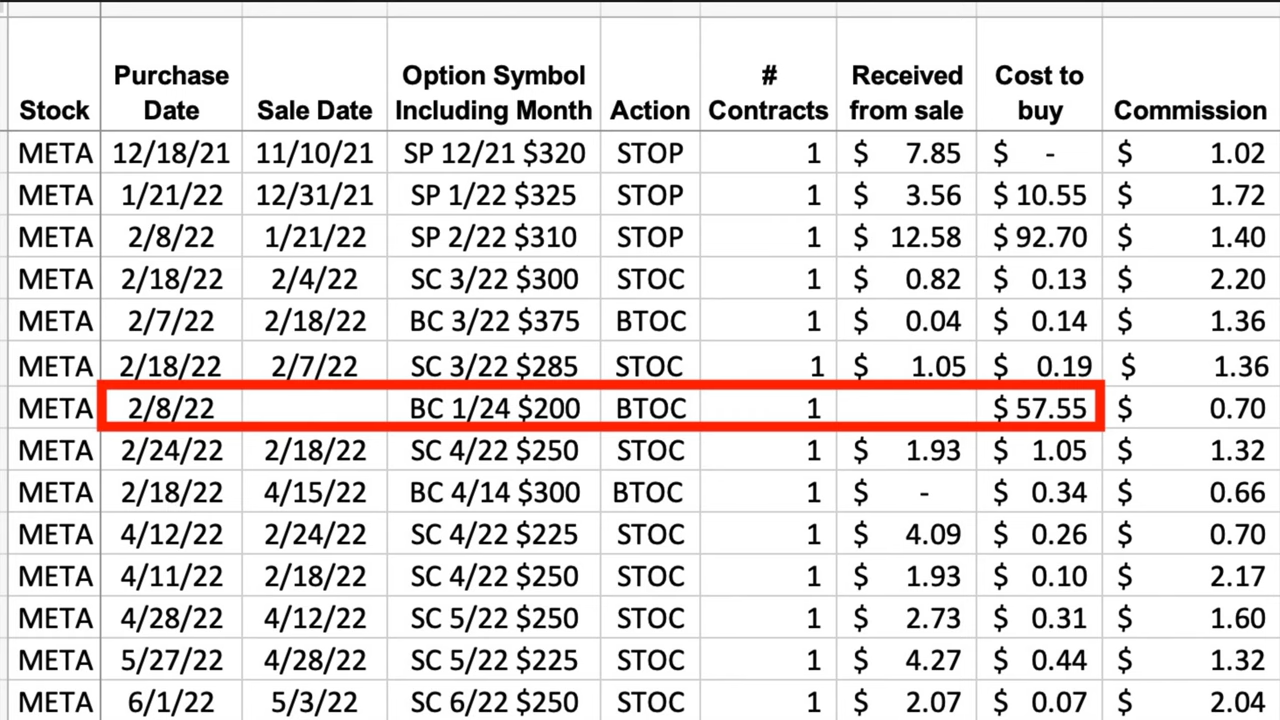 Stock Purchase Date Sale Date Option Symbol Including Month Action # Contracts Received from sale Cost to buy Commission
META 12/18/21 11/10/21 SP 12/21 $320 STOP 1 $ 7.85 $ - $ 1.02
META 1/21/22 12/31/21 SP 1/22 $325 STOP 1 $ 3.56 $ 10.55 $ 1.72
META 2/8/22 1/21/22 SP 2/22 $310 STOP 1 $ 12.58 $ 92.70 $ 1.40
META 2/18/22 2/4/22 SC 3/22 $300 STOC 1 $ 0.82 $ 0.13 $ 2.20
META 2/7/22 2/18/22 BC 3/22 $375 BTOC 1 $ 0.04 $ 0.14 $ 1.36
META 2/18/22 2/7/22 SC 3/22 $285 STOC 1 $ 1.05 $ 0.19 $ 1.36
META 2/8/22 BC 1/24 $200 BTOC 1 $ 57.55 $ 0.70
META 2/24/22 2/18/22 SC 4/22 $250 STOC 1 $ 1.93 $ 1.05 $ 1.32
META 2/18/22 4/15/22 BC 4/14 $300 BTOC 1 $ - $ 0.34 $ 0.66
META 4/12/22 2/24/22 SC 4/22 $225 STOC 1 $ 4.09 $ 0.26 $ 0.70
META 4/11/22 2/18/22 SC 4/22 $250 STOC 1 $ 1.93 $ 0.10 $ 2.17
META 4/28/22 4/12/22 SC 5/22 $250 STOC 1 $ 2.73 $ 0.31 $ 1.60
META 5/27/22 4/28/22 SC 5/22 $225 STOC 1 $ 4.27 $ 0.44 $ 1.32
META 6/1/22 5/3/22 SC 6/22 $250 STOC 1 $ 2.07 $ 0.07 $ 2.04